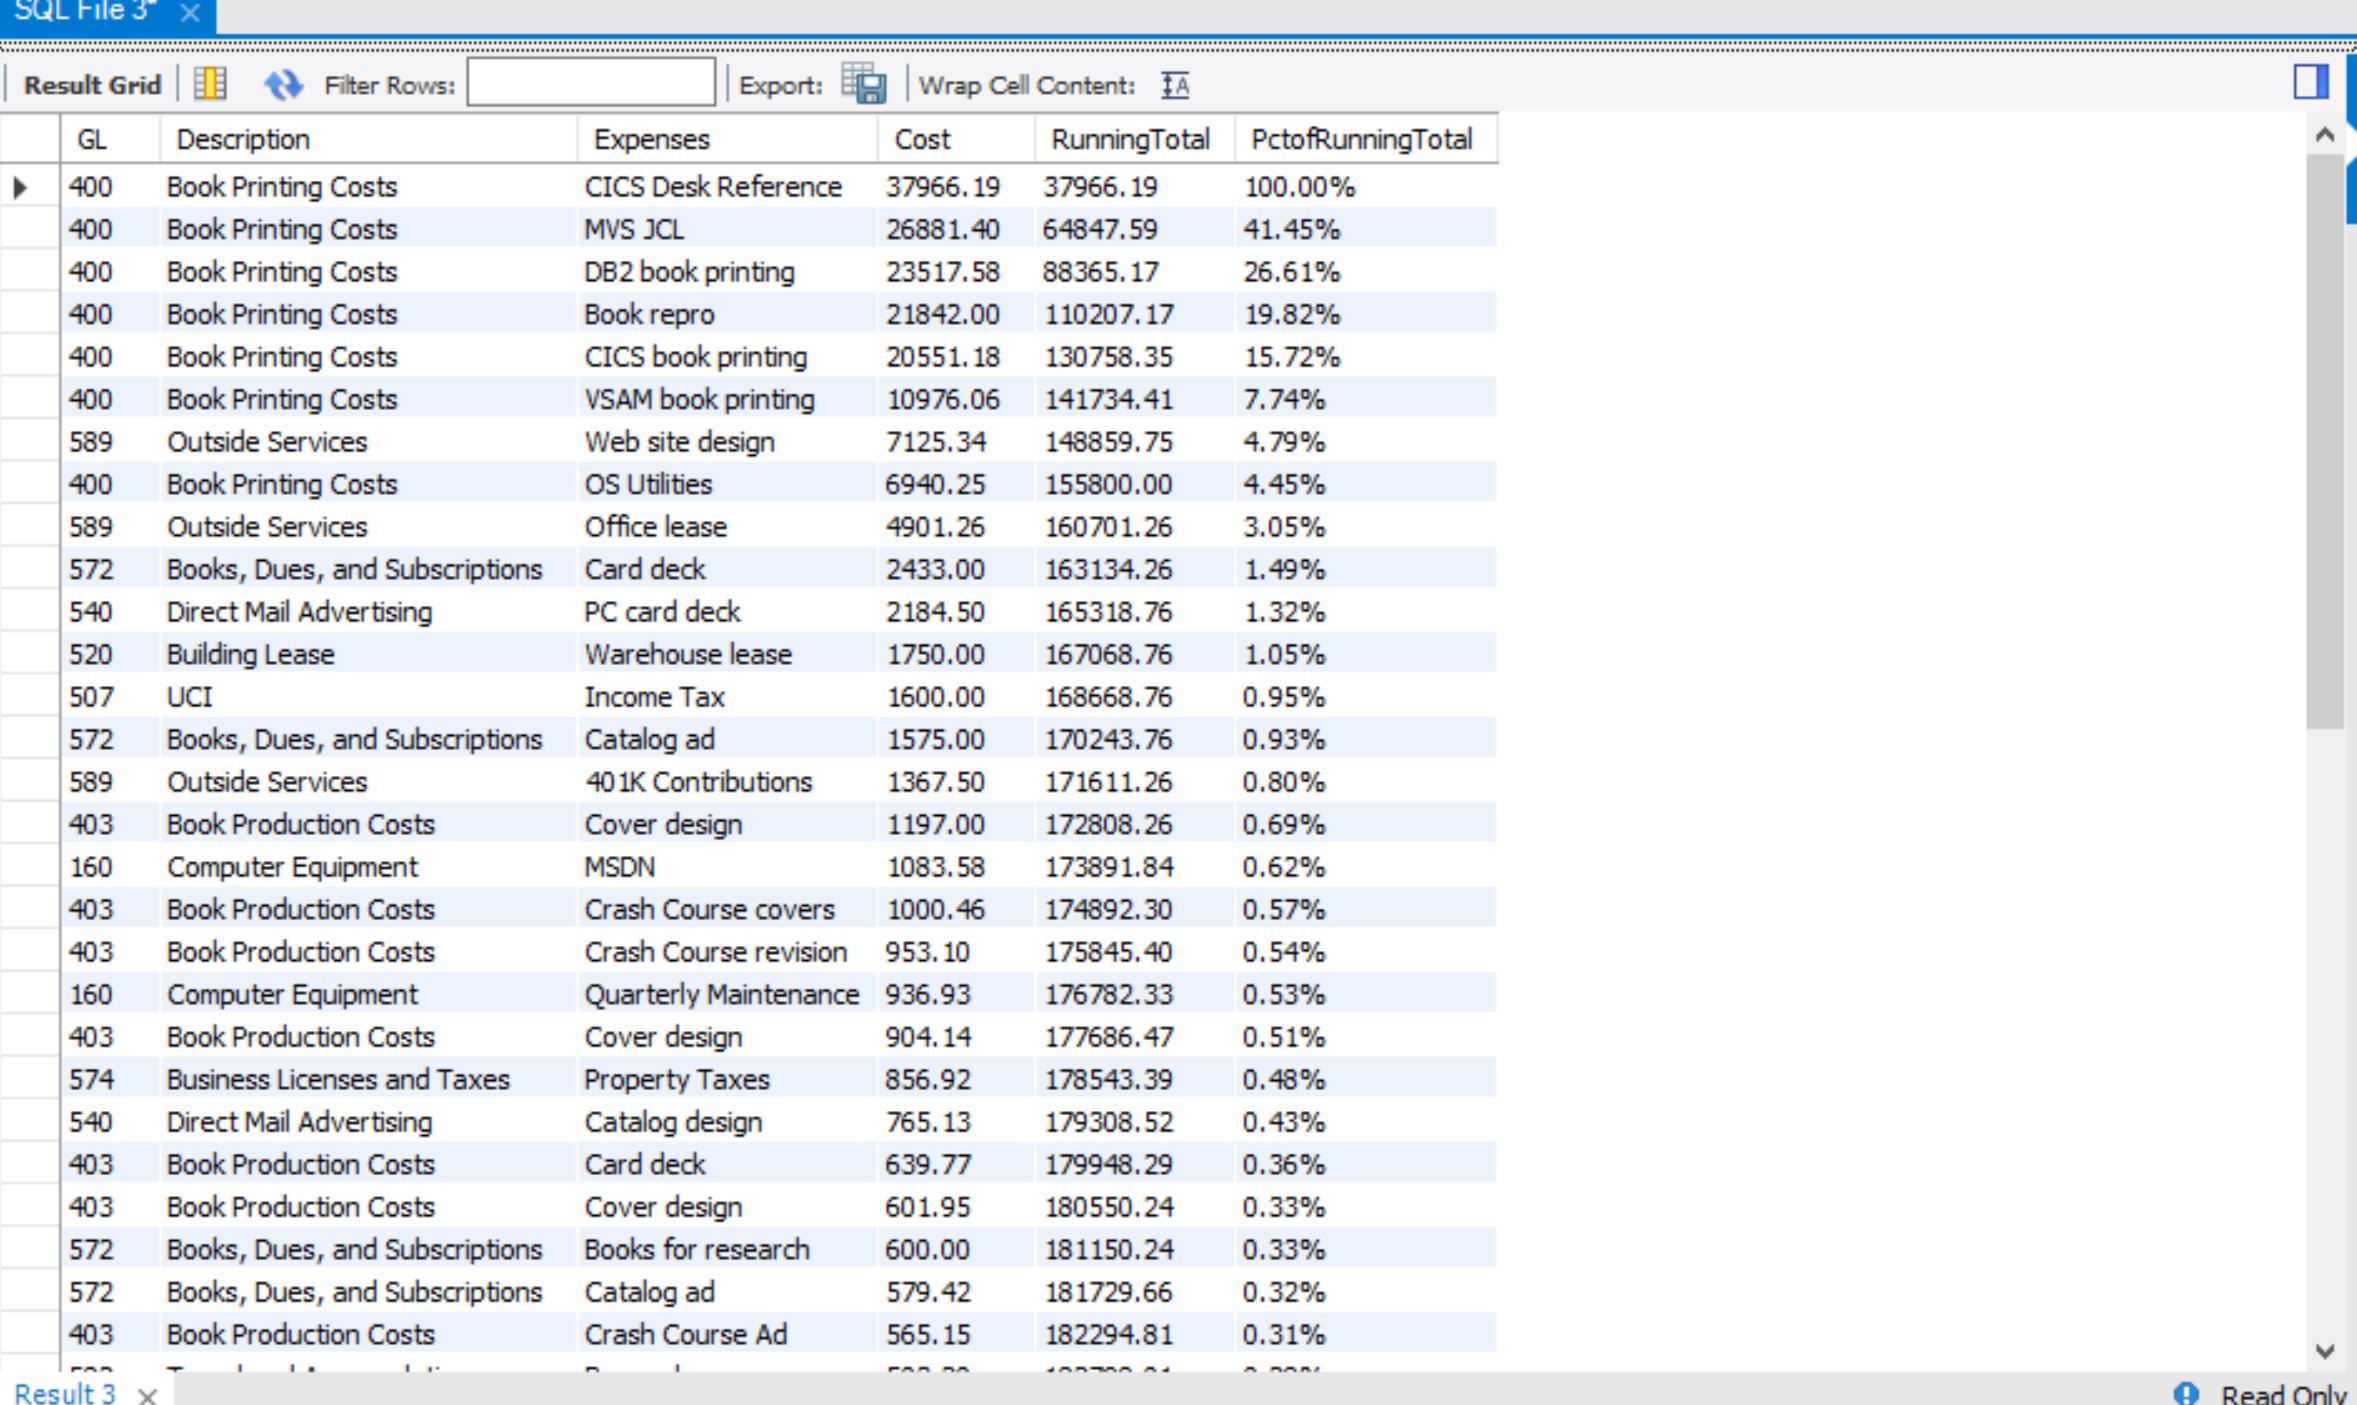 SQL File 3*
Result Grid Filter Rows: Export: Wrap Cell Content:
GL Description Expenses Cost RunningTotal PctofRunningTotal
400 Book Printing Costs CICS Desk Reference 37966.19 37966.19 100.00%
400 Book Printing Costs MVS JCL 26881.40 64847.59 41.45%
400 Book Printing Costs DB2 book printing 23517.58 88365.17 26.61%
400 Book Printing Costs Book repro 21842.00 110207.17 19.82%
400 Book Printing Costs CICS book printing 20551.18 130758.35 15.72%
400 Book Printing Costs VSAM book printing 10976.06 141734.41 7.74%
589 Outside Services Web site design 7125.34 148859.75 4.79%
400 Book Printing Costs OS Utilities 6940.25 155800.00 4.45%
589 Outside Services Office lease 4901.26 160701.26 3.05%
572 Books, Dues, and Subscriptions Card deck 2433.00 163134.26 1.49%
540 Direct Mail Advertising PC card deck 2184.50 165318.76 1.32%
520 Building Lease Warehouse lease 1750.00 167068.76 1.05%
507 UCI Income Tax 1600.00 168668.76 0.95%
572 Books, Dues, and Subscriptions Catalog ad 1575.00 170243.76 0.93%
589 Outside Services 401K Contributions 1367.50 171611.26 0.80%
403 Book Production Costs Cover design 1197.00 172808.26 0.69%
160 Computer Equipment MSDN 1083.58 173891.84 0.62%
403 Book Production Costs Crash Course covers 1000.46 174892.30 0.57%
403 Book Production Costs Crash Course revision 953.10 175845.40 0.54%
160 Computer Equipment Quarterly Maintenance 936.93 176782.33 0.53%
403 Book Production Costs Cover design 904.14 177686.47 0.51%
574 Business Licenses and Taxes Property Taxes 856.92 178543.39 0.48%
540 Direct Mail Advertising Catalog design 765.13 179308.52 0.43%
403 Book Production Costs Card deck 639.77 179948.29 0.36%
403 Book Production Costs Cover design 601.95 180550.24 0.33%
572 Books, Dues, and Subscriptions Books for research 600.00 181150.24 0.33%
572 Books, Dues, and Subscriptions Catalog ad 579.42 181729.66 0.32%
403 Book Production Costs Crash Course Ad 565.15 182294.81 0.31%
Result 3 Read Only